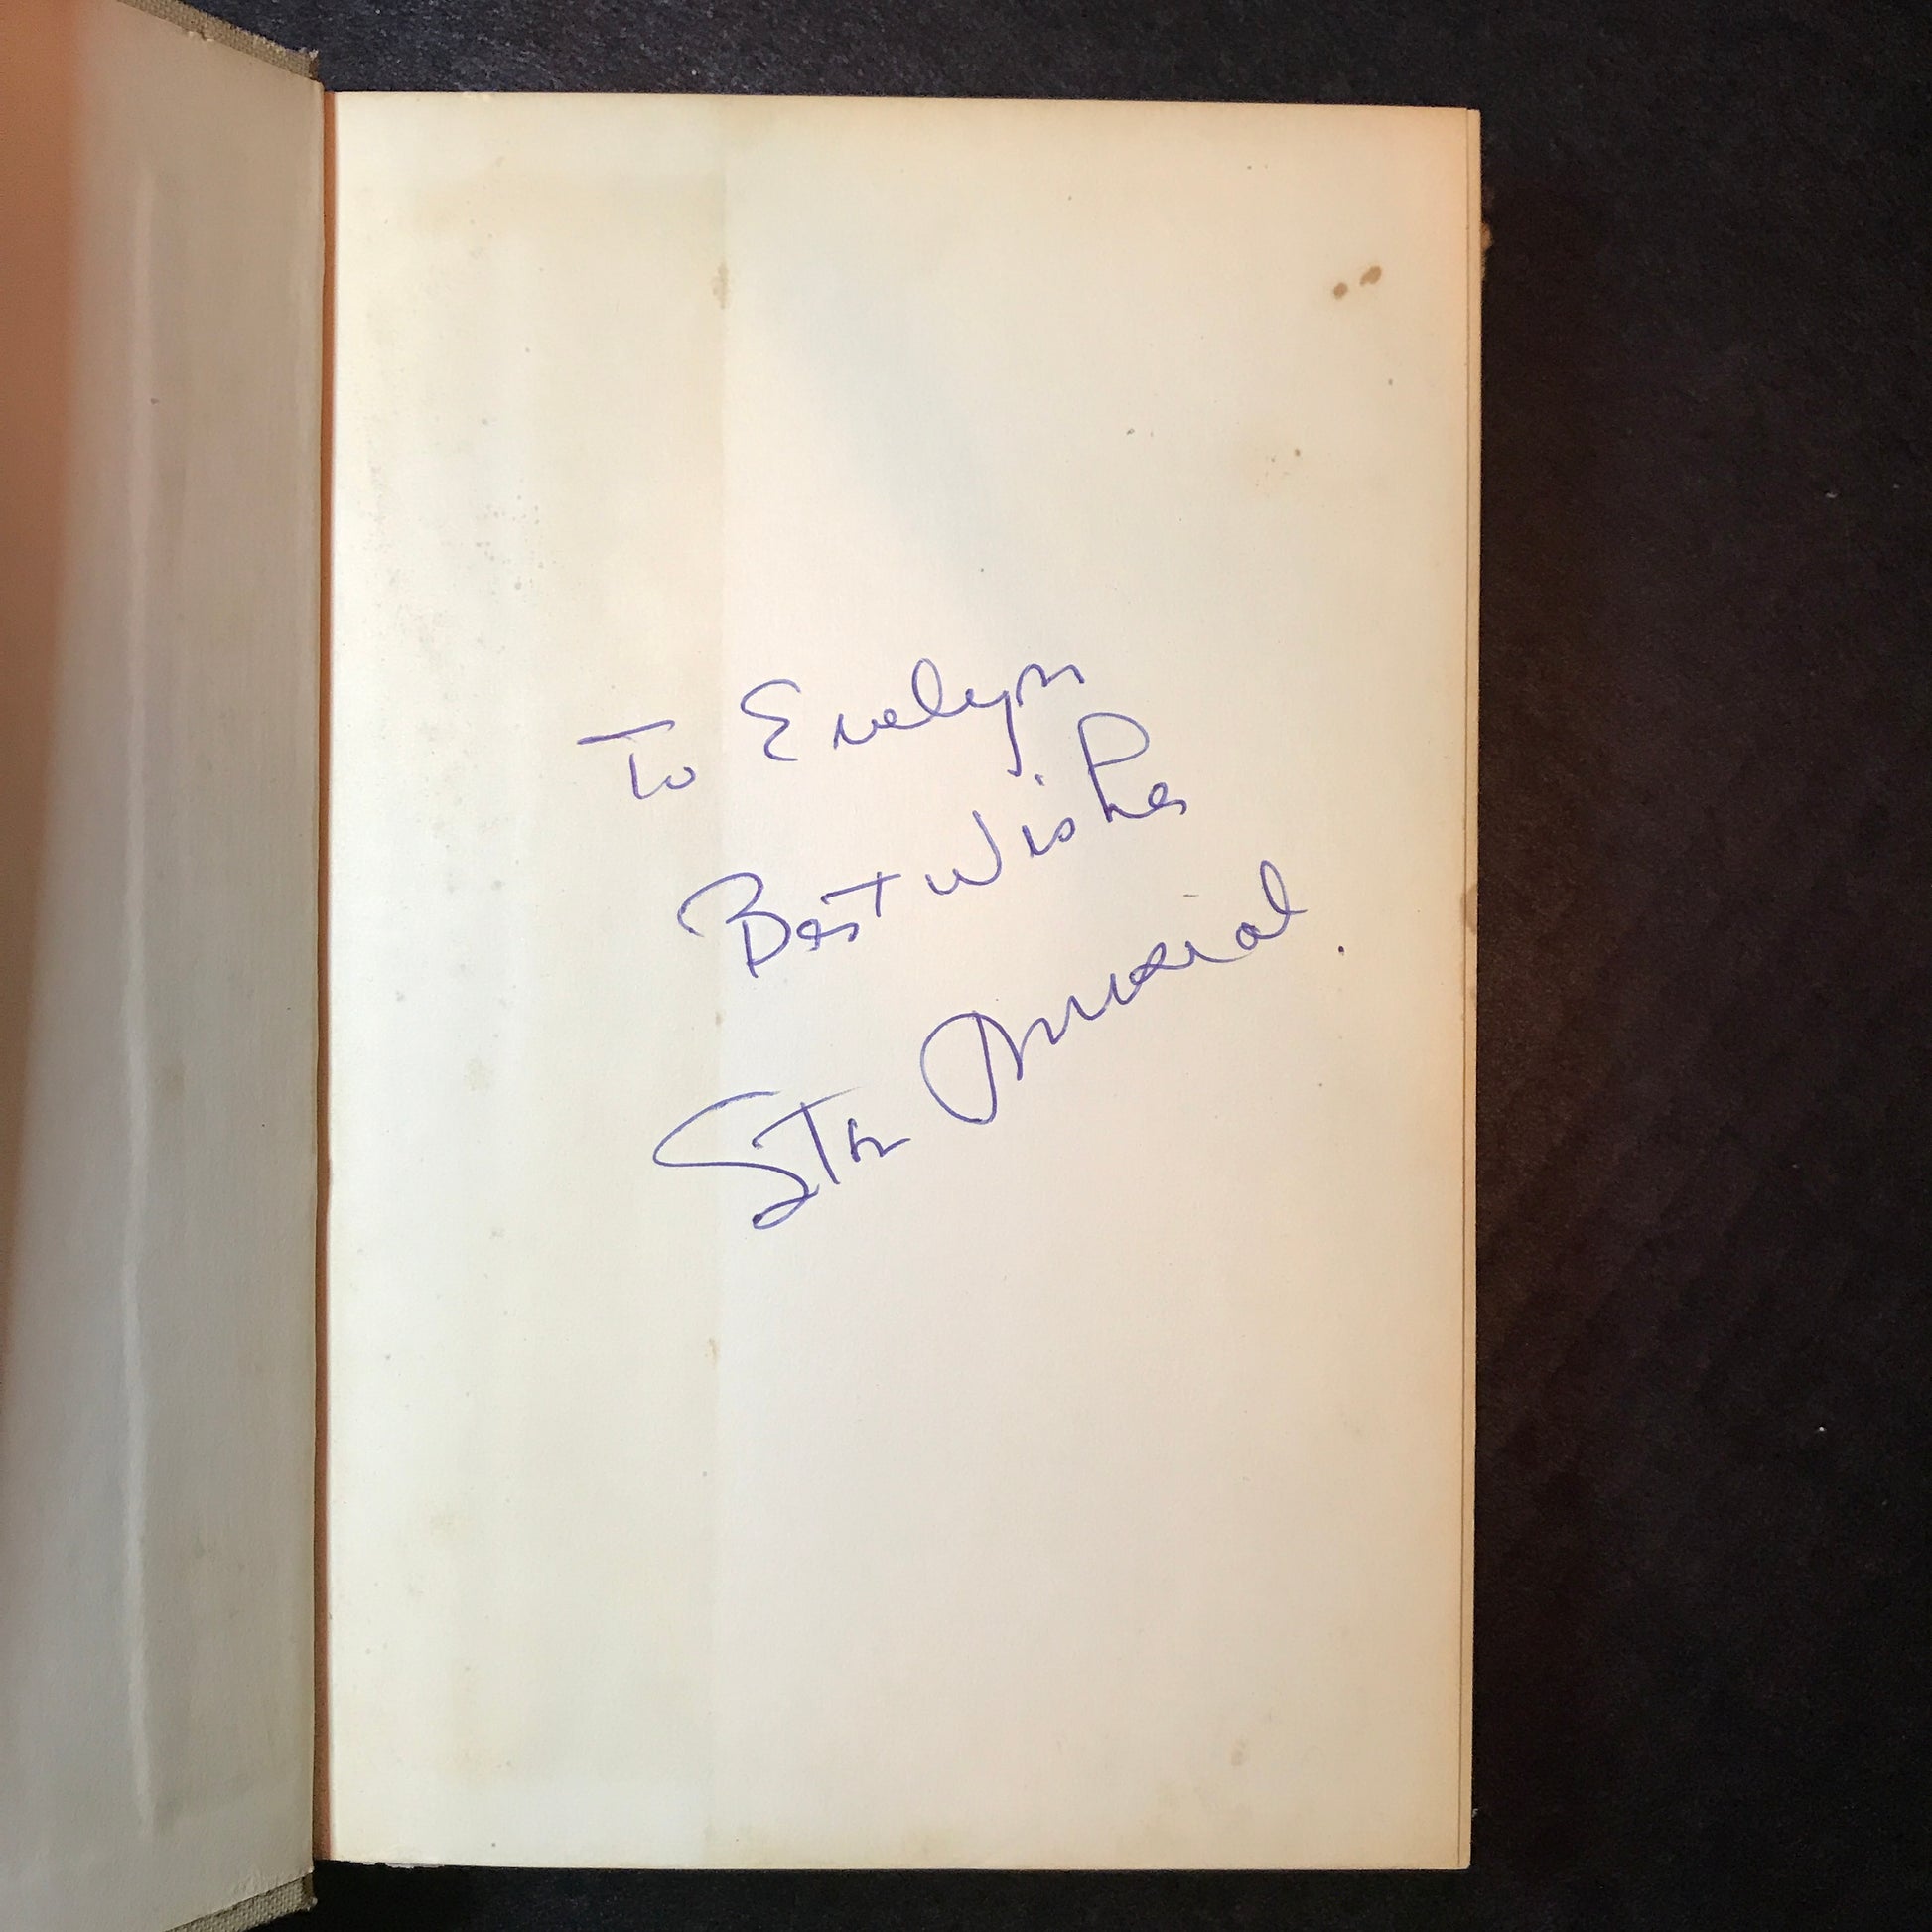 To Evelyn
Best Wishes
Stan Musial